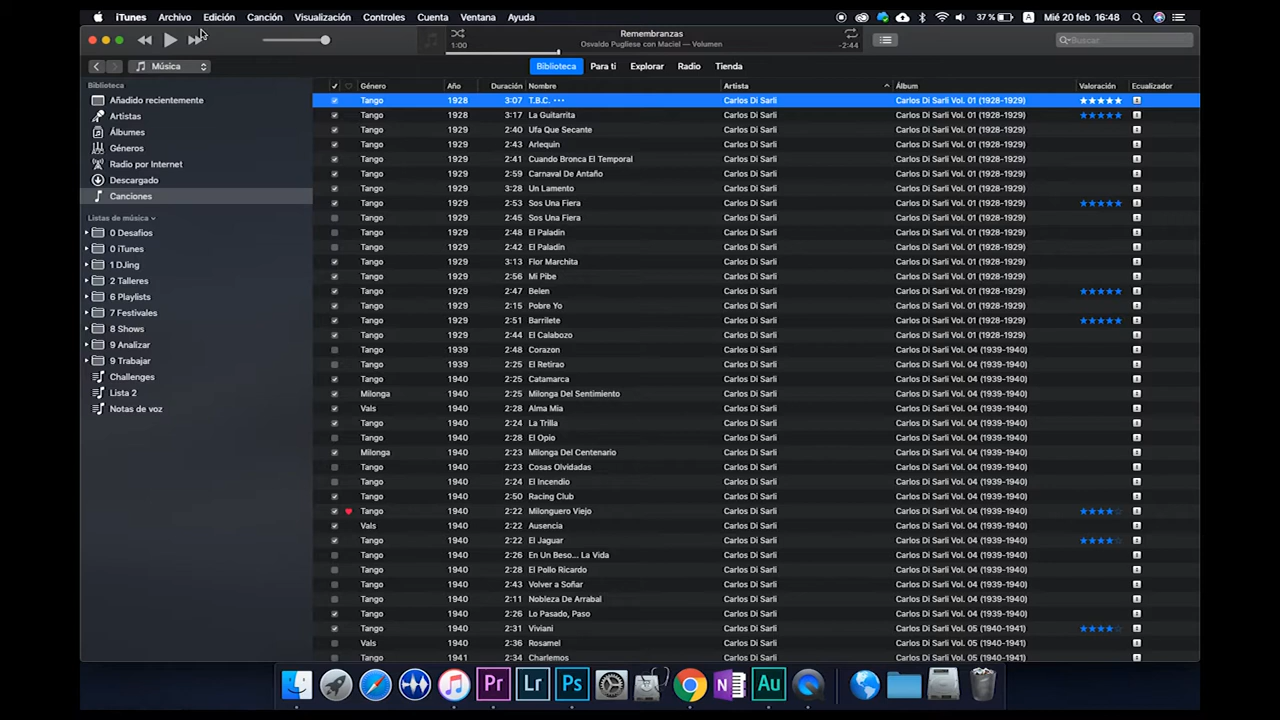 iTunes Archivo Edición Canción Visualización Controles Cuenta Ventana Ayuda 37 % Mié 20 feb 16:48
Remembranzas
1:00 Osvaldo Pugliese con Maciel — Volumen -2:44 Buscar
Música Biblioteca Para ti Explorar Radio Tienda
Biblioteca
Añadido recientemente
Artistas
Álbumes
Géneros
Radio por Internet
Descargado
Canciones
Listas de música
0 Desafios
0 iTunes
1 DJing
2 Talleres
6 Playlists
7 Festivales
8 Shows
9 Analizar
9 Trabajar
Challenges
Lista 2
Notas de voz
Género Año Duración Nombre Artista Álbum Valoración Ecualizador
Tango 1928 3:07 T.B.C. ••• Carlos Di Sarli Carlos Di Sarli Vol. 01 (1928-1929) ★★★★★
Tango 1928 3:17 La Guitarrita Carlos Di Sarli Carlos Di Sarli Vol. 01 (1928-1929) ★★★★★
Tango 1929 2:40 Ufa Que Secante Carlos Di Sarli Carlos Di Sarli Vol. 01 (1928-1929)
Tango 1929 2:43 Arlequin Carlos Di Sarli Carlos Di Sarli Vol. 01 (1928-1929)
Tango 1929 2:41 Cuando Bronca El Temporal Carlos Di Sarli Carlos Di Sarli Vol. 01 (1928-1929)
Tango 1929 2:59 Carnaval De Antaño Carlos Di Sarli Carlos Di Sarli Vol. 01 (1928-1929)
Tango 1929 3:28 Un Lamento Carlos Di Sarli Carlos Di Sarli Vol. 01 (1928-1929)
Tango 1929 2:53 Sos Una Fiera Carlos Di Sarli Carlos Di Sarli Vol. 01 (1928-1929) ★★★★★
Tango 1929 2:45 Sos Una Fiera Carlos Di Sarli Carlos Di Sarli Vol. 01 (1928-1929)
Tango 1929 2:48 El Paladin Carlos Di Sarli Carlos Di Sarli Vol. 01 (1928-1929)
Tango 1929 2:42 El Paladin Carlos Di Sarli Carlos Di Sarli Vol. 01 (1928-1929)
Tango 1929 3:13 Flor Marchita Carlos Di Sarli Carlos Di Sarli Vol. 01 (1928-1929)
Tango 1929 2:56 Mi Pibe Carlos Di Sarli Carlos Di Sarli Vol. 01 (1928-1929)
Tango 1929 2:47 Belen Carlos Di Sarli Carlos Di Sarli Vol. 01 (1928-1929) ★★★★★
Tango 1929 2:15 Pobre Yo Carlos Di Sarli Carlos Di Sarli Vol. 01 (1928-1929)
Tango 1929 2:51 Barrilete Carlos Di Sarli Carlos Di Sarli Vol. 01 (1928-1929) ★★★★★
Tango 1929 2:44 El Calabozo Carlos Di Sarli Carlos Di Sarli Vol. 01 (1928-1929)
Tango 1939 2:48 Corazon Carlos Di Sarli Carlos Di Sarli Vol. 04 (1939-1940)
Tango 1939 2:25 El Retirao Carlos Di Sarli Carlos Di Sarli Vol. 04 (1939-1940)
Tango 1940 2:25 Catamarca Carlos Di Sarli Carlos Di Sarli Vol. 04 (1939-1940)
Milonga 1940 2:25 Milonga Del Sentimiento Carlos Di Sarli Carlos Di Sarli Vol. 04 (1939-1940)
Vals 1940 2:28 Alma Mia Carlos Di Sarli Carlos Di Sarli Vol. 04 (1939-1940)
Tango 1940 2:24 La Trilla Carlos Di Sarli Carlos Di Sarli Vol. 04 (1939-1940)
Tango 1940 2:28 El Opio Carlos Di Sarli Carlos Di Sarli Vol. 04 (1939-1940)
Milonga 1940 2:23 Milonga Del Centenario Carlos Di Sarli Carlos Di Sarli Vol. 04 (1939-1940)
Tango 1940 2:23 Cosas Olvidadas Carlos Di Sarli Carlos Di Sarli Vol. 04 (1939-1940)
Tango 1940 2:24 El Incendio Carlos Di Sarli Carlos Di Sarli Vol. 04 (1939-1940)
Tango 1940 2:50 Racing Club Carlos Di Sarli Carlos Di Sarli Vol. 04 (1939-1940)
Tango 1940 2:22 Milonguero Viejo Carlos Di Sarli Carlos Di Sarli Vol. 04 (1939-1940) ★★★★☆
Vals 1940 2:22 Ausencia Carlos Di Sarli Carlos Di Sarli Vol. 04 (1939-1940)
Tango 1940 2:22 El Jaguar Carlos Di Sarli Carlos Di Sarli Vol. 04 (1939-1940) ★★★★☆
Tango 1940 2:26 En Un Beso... La Vida Carlos Di Sarli Carlos Di Sarli Vol. 04 (1939-1940)
Tango 1940 2:24 El Pollo Ricardo Carlos Di Sarli Carlos Di Sarli Vol. 04 (1939-1940)
Tango 1940 2:43 Volver a Soñar Carlos Di Sarli Carlos Di Sarli Vol. 04 (1939-1940)
Tango 1940 2:11 Nobleza De Arrabal Carlos Di Sarli Carlos Di Sarli Vol. 04 (1939-1940)
Tango 1940 2:26 Lo Pasado, Paso Carlos Di Sarli Carlos Di Sarli Vol. 04 (1939-1940)
Tango 1940 2:31 Viviani Carlos Di Sarli Carlos Di Sarli Vol. 05 (1940-1941) ★★★★☆
Vals 1940 2:36 Rosamel Carlos Di Sarli Carlos Di Sarli Vol. 05 (1940-1941)
Tango 1941 2:34 Charlemos Carlos Di Sarli Carlos Di Sarli Vol. 05 (1940-1941)
Pr Lr Ps N Au